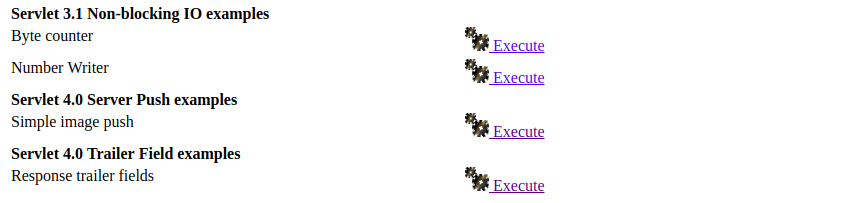 Servlet 3.1 Non-blocking IO examples
Byte counter Execute
Number Writer Execute
Servlet 4.0 Server Push examples
Simple image push Execute
Servlet 4.0 Trailer Field examples
Response trailer fields Execute